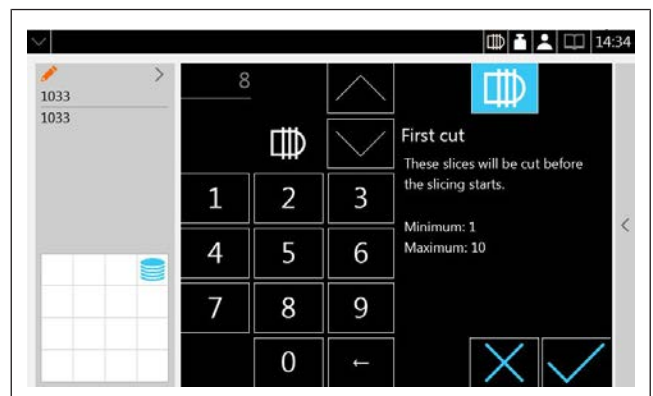 14:34
1033
1033
8
1 2 3
4 5 6
7 8 9
0 ←
First cut
These slices will be cut before
the slicing starts.
Minimum: 1
Maximum: 10